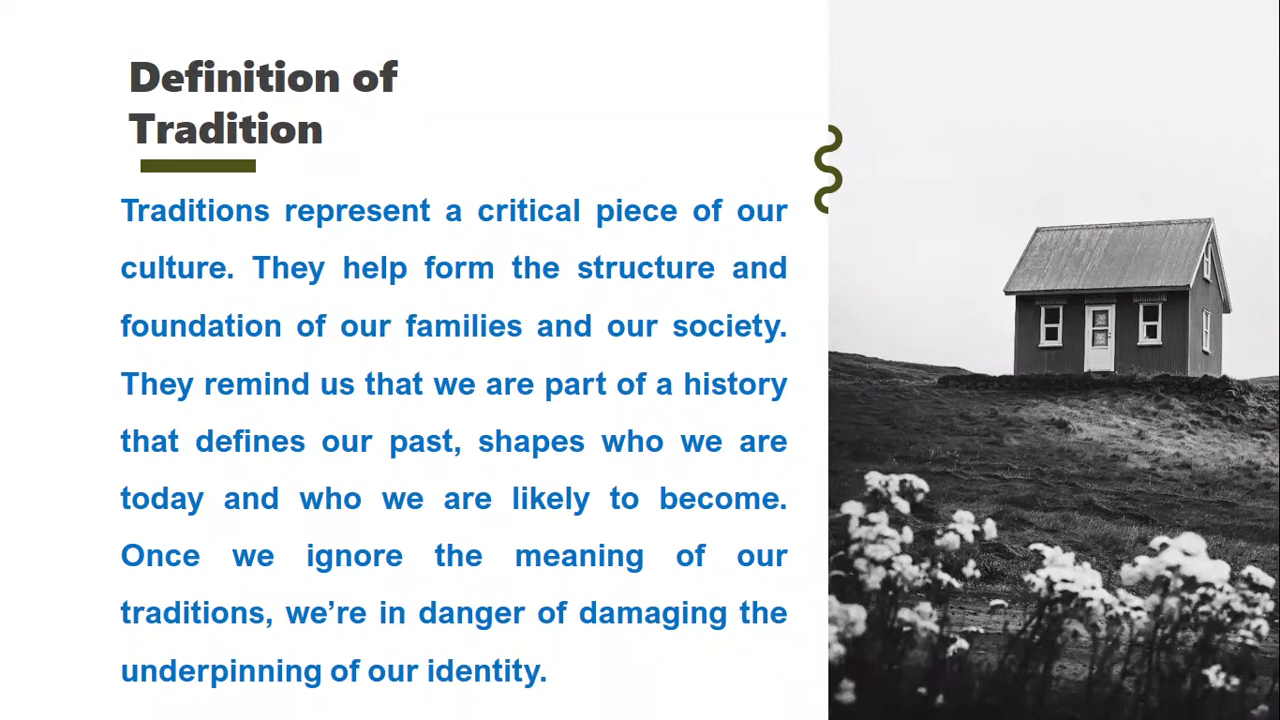 Definition of
Tradition
Traditions represent a critical piece of our
culture. They help form the structure and
foundation of our families and our society.
They remind us that we are part of a history
that defines our past, shapes who we are
today and who we are likely to become.
Once we ignore the meaning of our
traditions, we’re in danger of damaging the
underpinning of our identity.